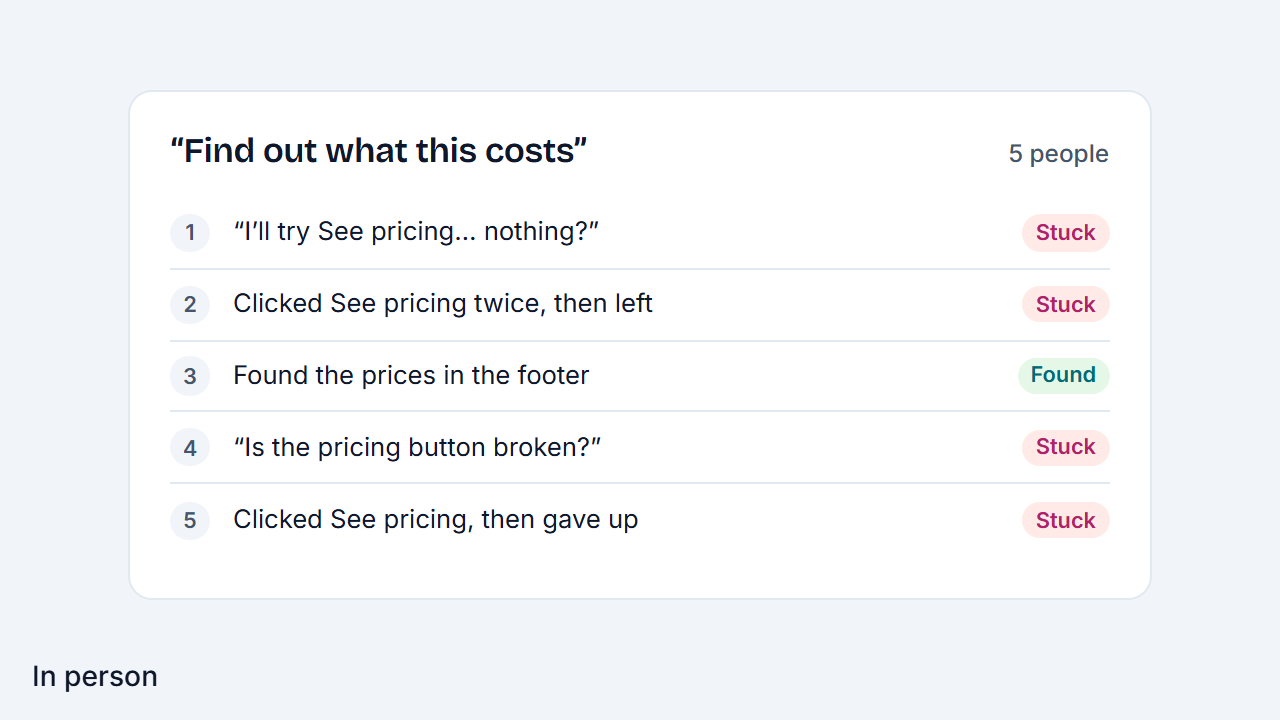 “Find out what this costs”
5 people
1 “I’ll try See pricing… nothing?” Stuck
2 Clicked See pricing twice, then left Stuck
3 Found the prices in the footer Found
4 “Is the pricing button broken?” Stuck
5 Clicked See pricing, then gave up Stuck
In person